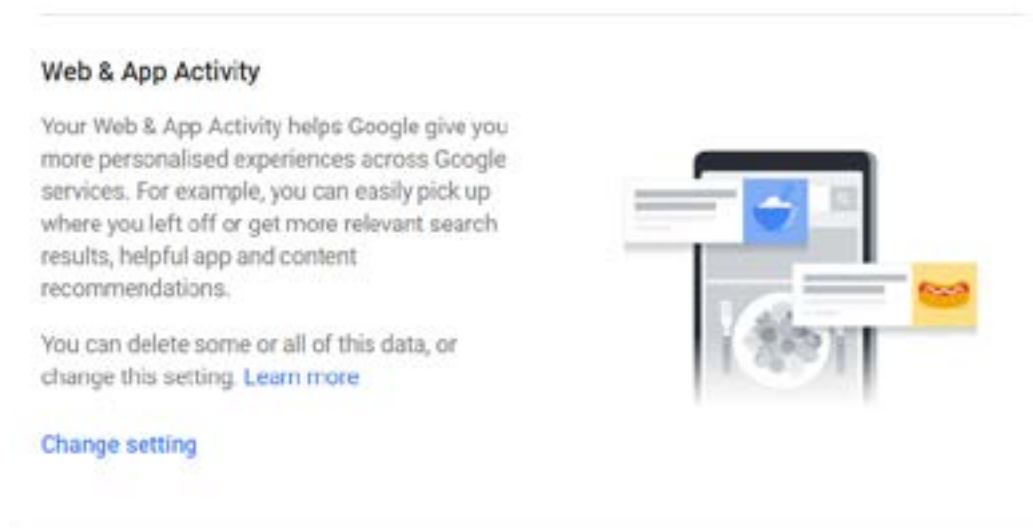 Web & App Activity
Your Web & App Activity helps Google give you
more personalised experiences across Google
services. For example, you can easily pick up
where you left off or get more relevant search
results, helpful app and content
recommendations.
You can delete some or all of this data, or
change this setting. Learn more
Change setting